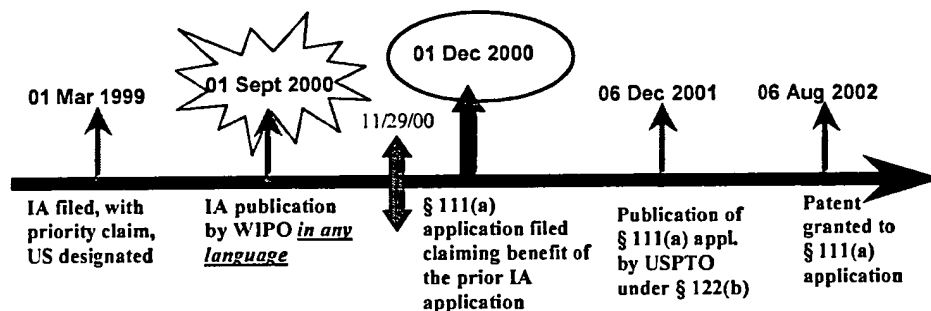 01 Mar 1999
01 Sept 2000
11/29/00
01 Dec 2000
06 Dec 2001
06 Aug 2002
IA filed, with
priority claim,
US designated
IA publication
by WIPO in any
language
§ 111(a)
application filed
claiming benefit of
the prior IA
application
Publication of
§ 111(a) appl.
by USPTO
under § 122(b)
Patent
granted to
§ 111(a)
application